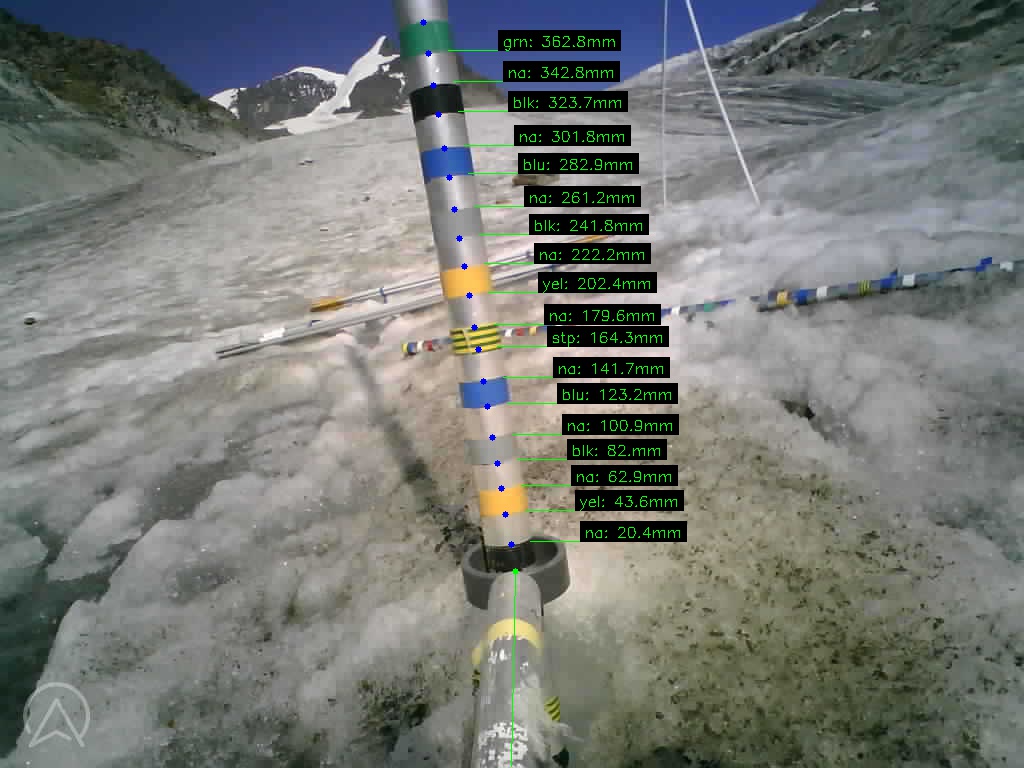 grn: 362.8mm
na: 342.8mm
blk: 323.7mm
na: 301.8mm
blu: 282.9mm
na: 261.2mm
blk: 241.8mm
na: 222.2mm
yel: 202.4mm
na: 179.6mm
stp: 164.3mm
na: 141.7mm
blu: 123.2mm
na: 100.9mm
blk: 82.mm
na: 62.9mm
yel: 43.6mm
na: 20.4mm